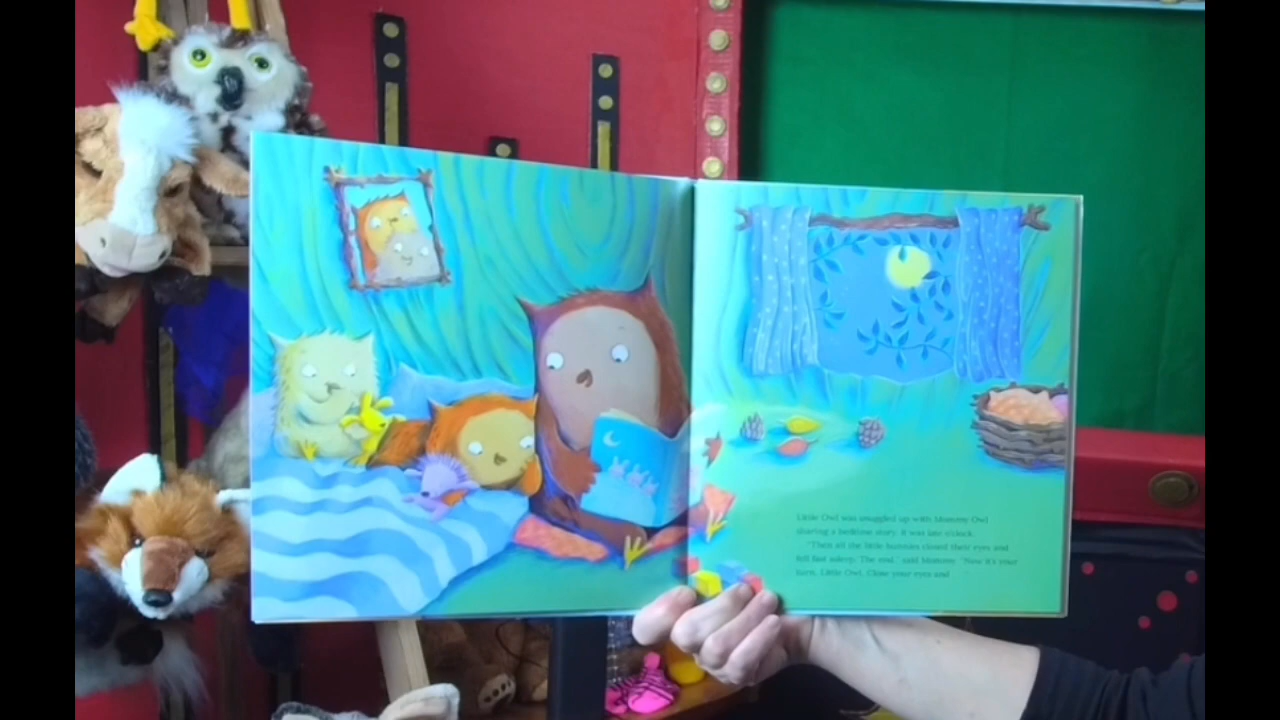 Little Owl was snuggled up with Mommy Owl
sharing a bedtime story. It was late o'clock.
"Then all the little bunnies closed their eyes and
fell fast asleep. The end," said Mommy. "Now it's your
turn, Little Owl. Close your eyes and